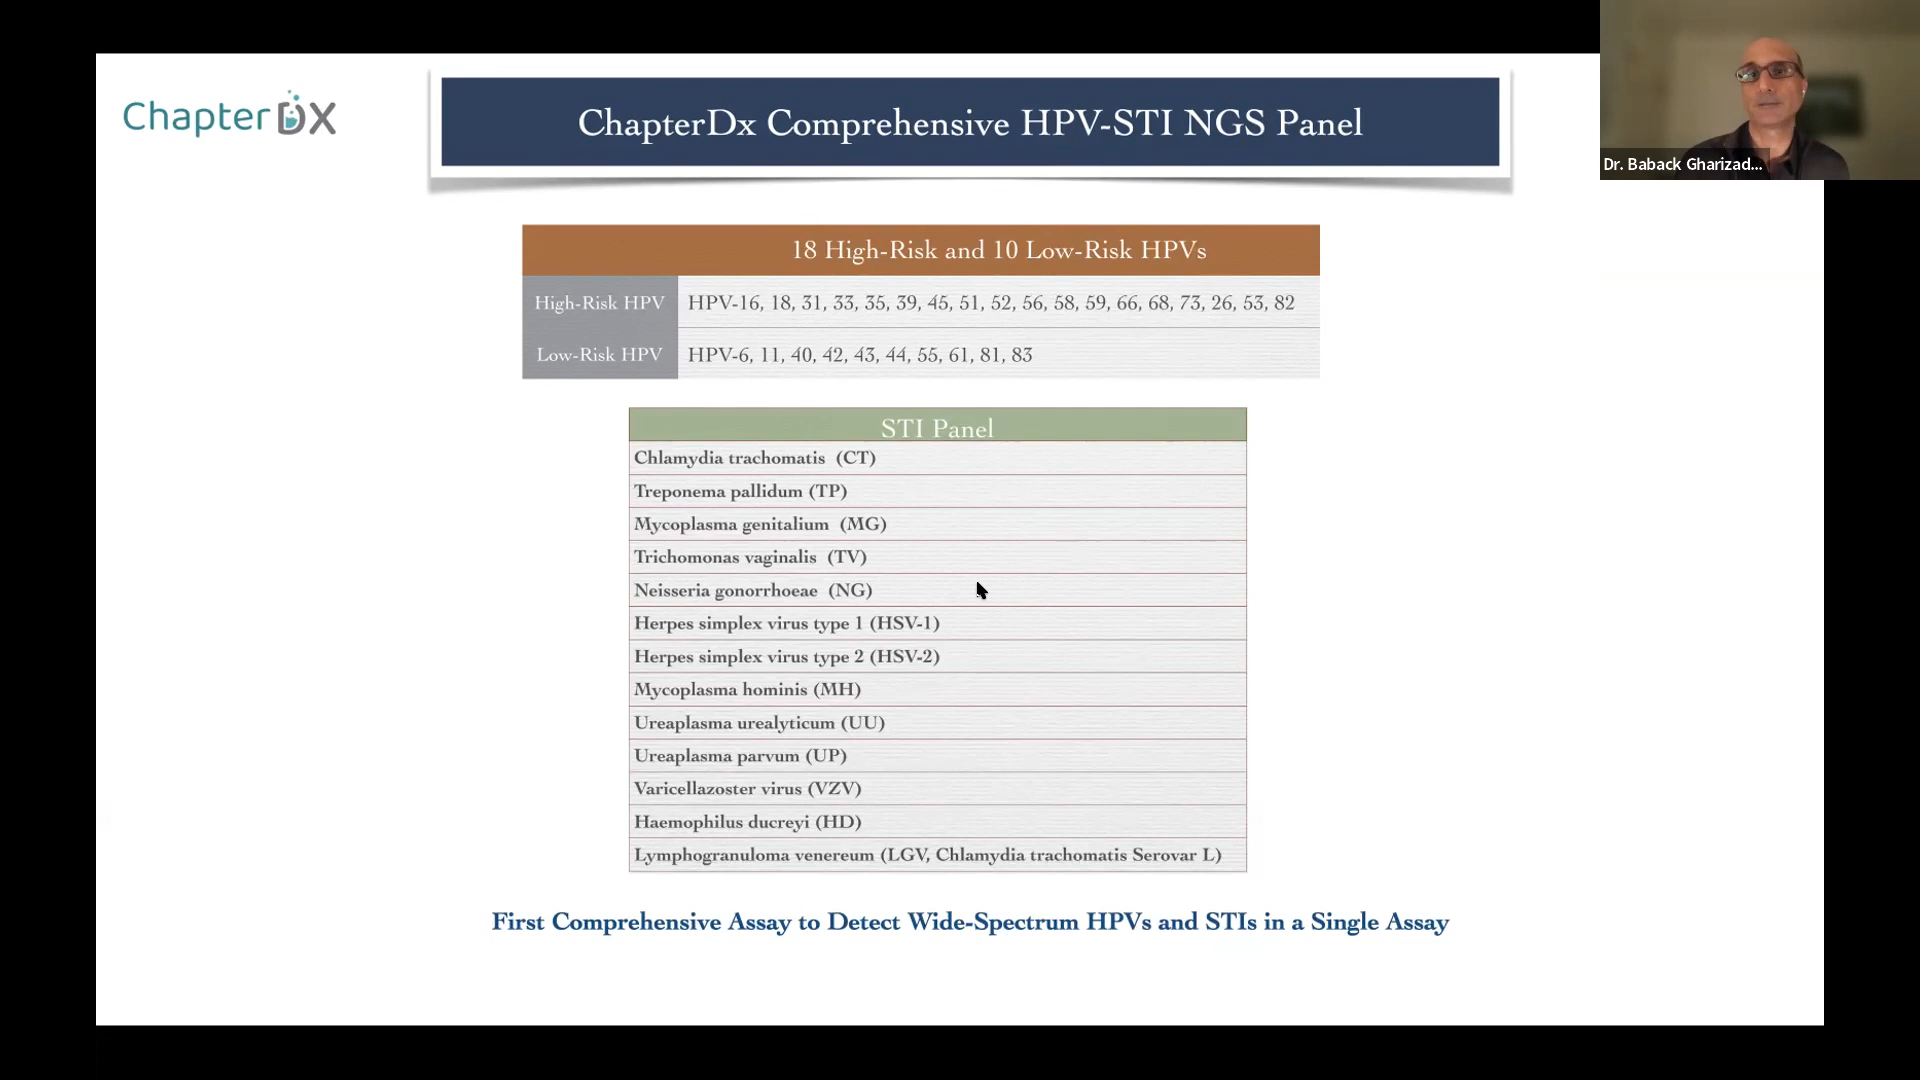 ChapterDX
ChapterDx Comprehensive HPV-STI NGS Panel
Dr. Baback Gharizad...
18 High-Risk and 10 Low-Risk HPVs
High-Risk HPV HPV-16, 18, 31, 33, 35, 39, 45, 51, 52, 56, 58, 59, 66, 68, 73, 26, 53, 82
Low-Risk HPV HPV-6, 11, 40, 42, 43, 44, 55, 61, 81, 83
STI Panel
Chlamydia trachomatis (CT)
Treponema pallidum (TP)
Mycoplasma genitalium (MG)
Trichomonas vaginalis (TV)
Neisseria gonorrhoeae (NG)
Herpes simplex virus type 1 (HSV-1)
Herpes simplex virus type 2 (HSV-2)
Mycoplasma hominis (MH)
Ureaplasma urealyticum (UU)
Ureaplasma parvum (UP)
Varicellazoster virus (VZV)
Haemophilus ducreyi (HD)
Lymphogranuloma venereum (LGV, Chlamydia trachomatis Serovar L)
First Comprehensive Assay to Detect Wide-Spectrum HPVs and STIs in a Single Assay